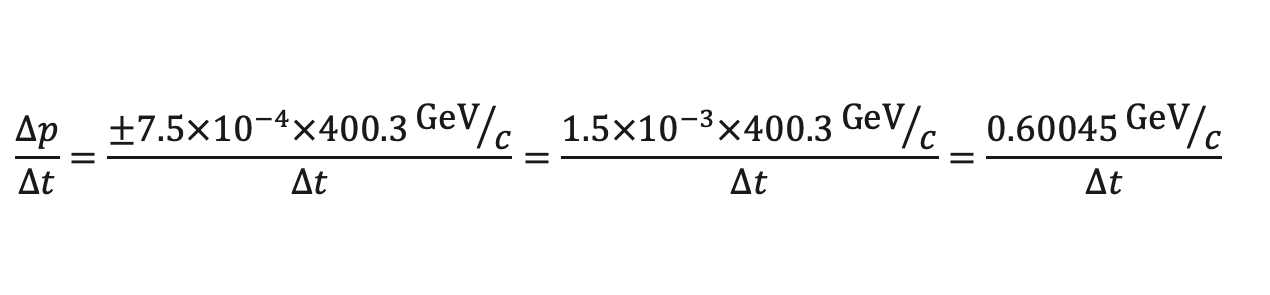 Δp/Δt = ±7.5×10⁻⁴×400.3 GeV/c / Δt = 1.5×10⁻³×400.3 GeV/c / Δt = 0.60045 GeV/c / Δt